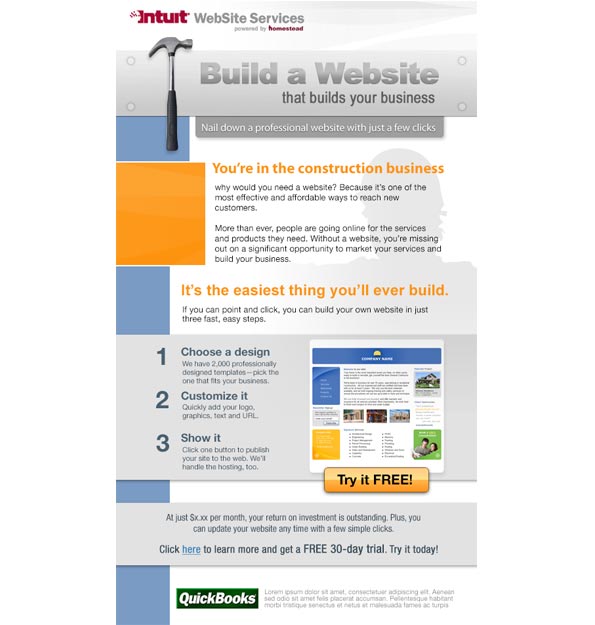 Intuit WebSite Services
powered by homestead
Build a Website
that builds your business
Nail down a professional website with just a few clicks
You're in the construction business
why would you need a website? Because it's one of the
most effective and affordable ways to reach new
customers.
More than ever, people are going online for the services
and products they need. Without a website, you're missing
out on a significant opportunity to market your services and
build your business.
It's the easiest thing you'll ever build.
If you can point and click, you can build your own website in just
three fast, easy steps.
1 Choose a design
We have 2,000 professionally
designed templates—pick the
one that fits your business.
2 Customize it
Quickly add your logo,
graphics, text and URL.
3 Show it
Click one button to publish
your site to the web. We'll
handle the hosting, too.
COMPANY NAME
Try it FREE!
At just $x.xx per month, your return on investment is outstanding. Plus, you
can update your website any time with a few simple clicks.
Click here to learn more and get a FREE 30-day trial. Try it today!
QuickBooks
Lorem ipsum dolor sit amet, consectetuer adipiscing elit. Aenean
sed odio sit amet felis placerat accumsan. Pellentesque habitant
morbi tristique senectus et netus et malesuada fames ac turpis